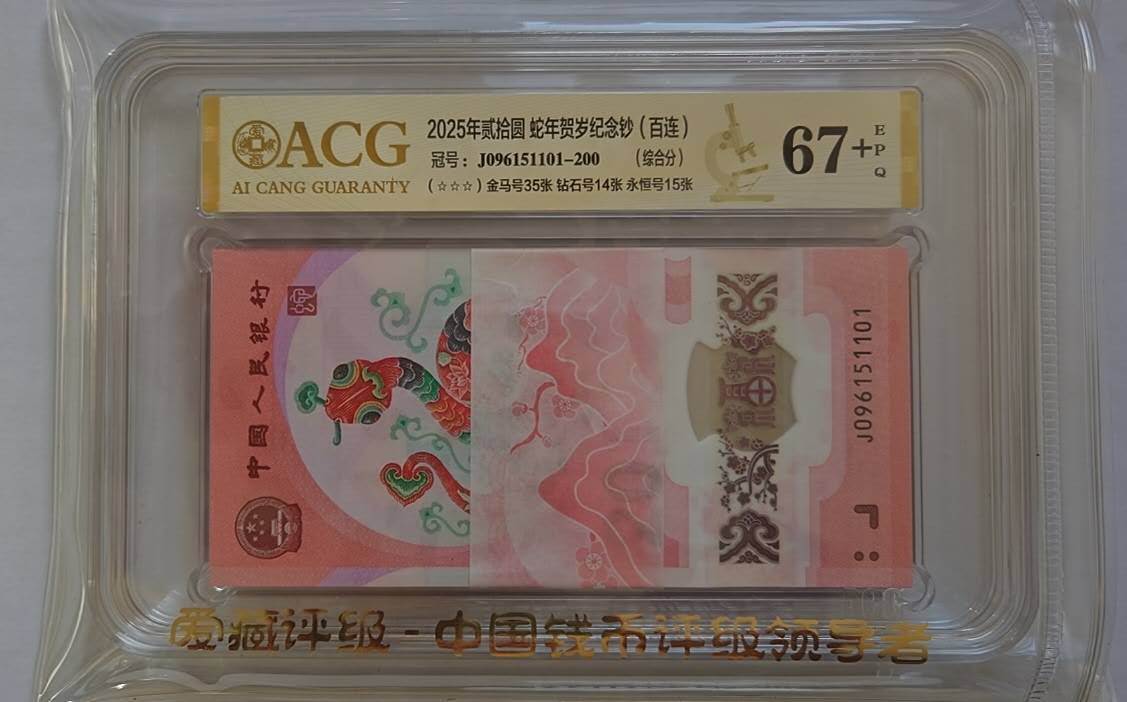 ACG
AI CANG GUARANTY
2025年贰拾圆 蛇年贺岁纪念钞（百连）
冠号：J096151101-200 （综合分）
（☆☆☆）金马号35张 钻石号14张 永恒号15张
67+
EPQ
中国人民银行
J096151101
爱藏评级-中国钱币评级领导者